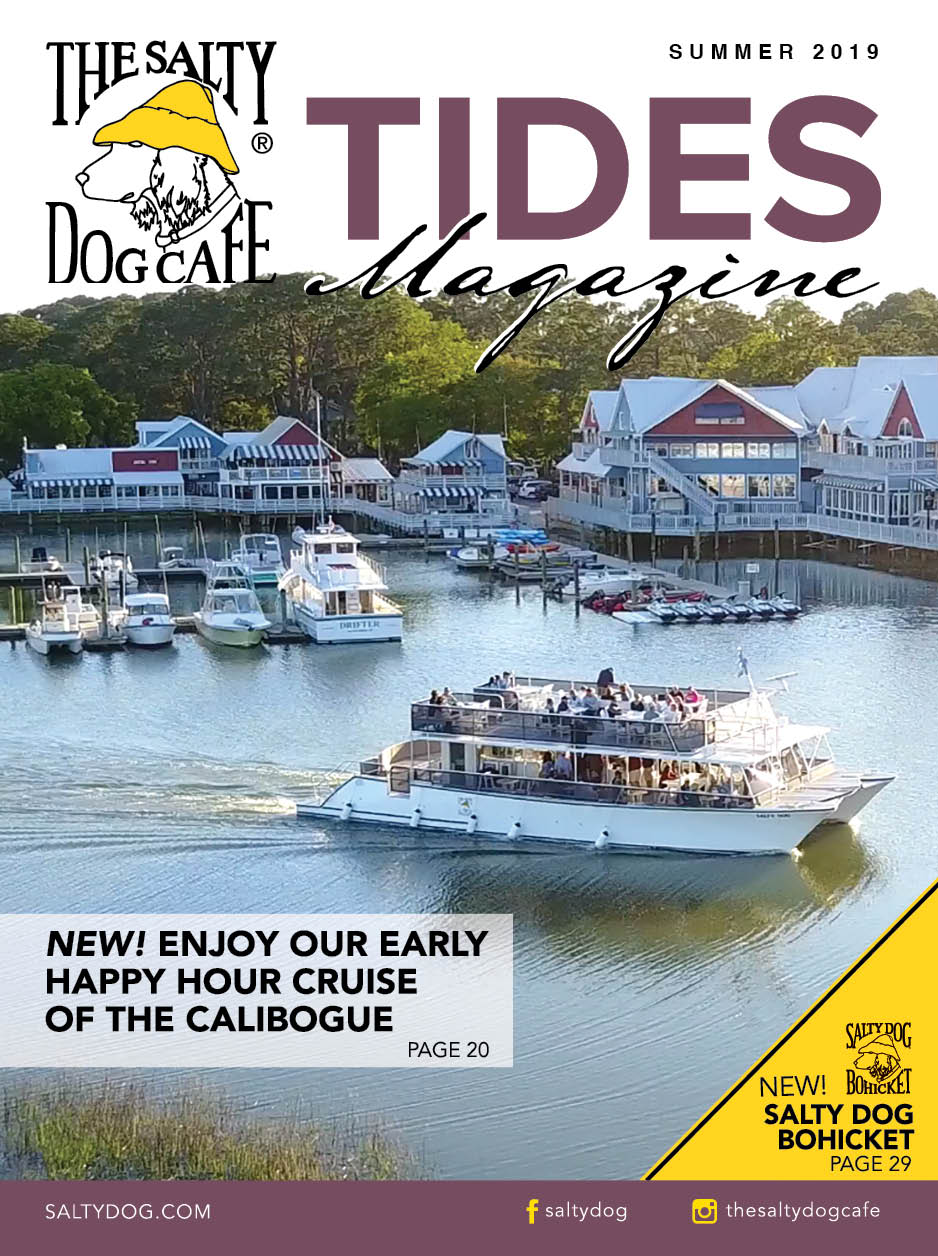 THE SALTY
DOG CAFE
®
SUMMER 2019
TIDES
Magazine
DRIFTER
NEW! ENJOY OUR EARLY
HAPPY HOUR CRUISE
OF THE CALIBOGUE
PAGE 20
SALTY DOG
BOHICKET
NEW!
SALTY DOG
BOHICKET
PAGE 29
SALTYDOG.COM
f saltydog
thesaltydogcafe